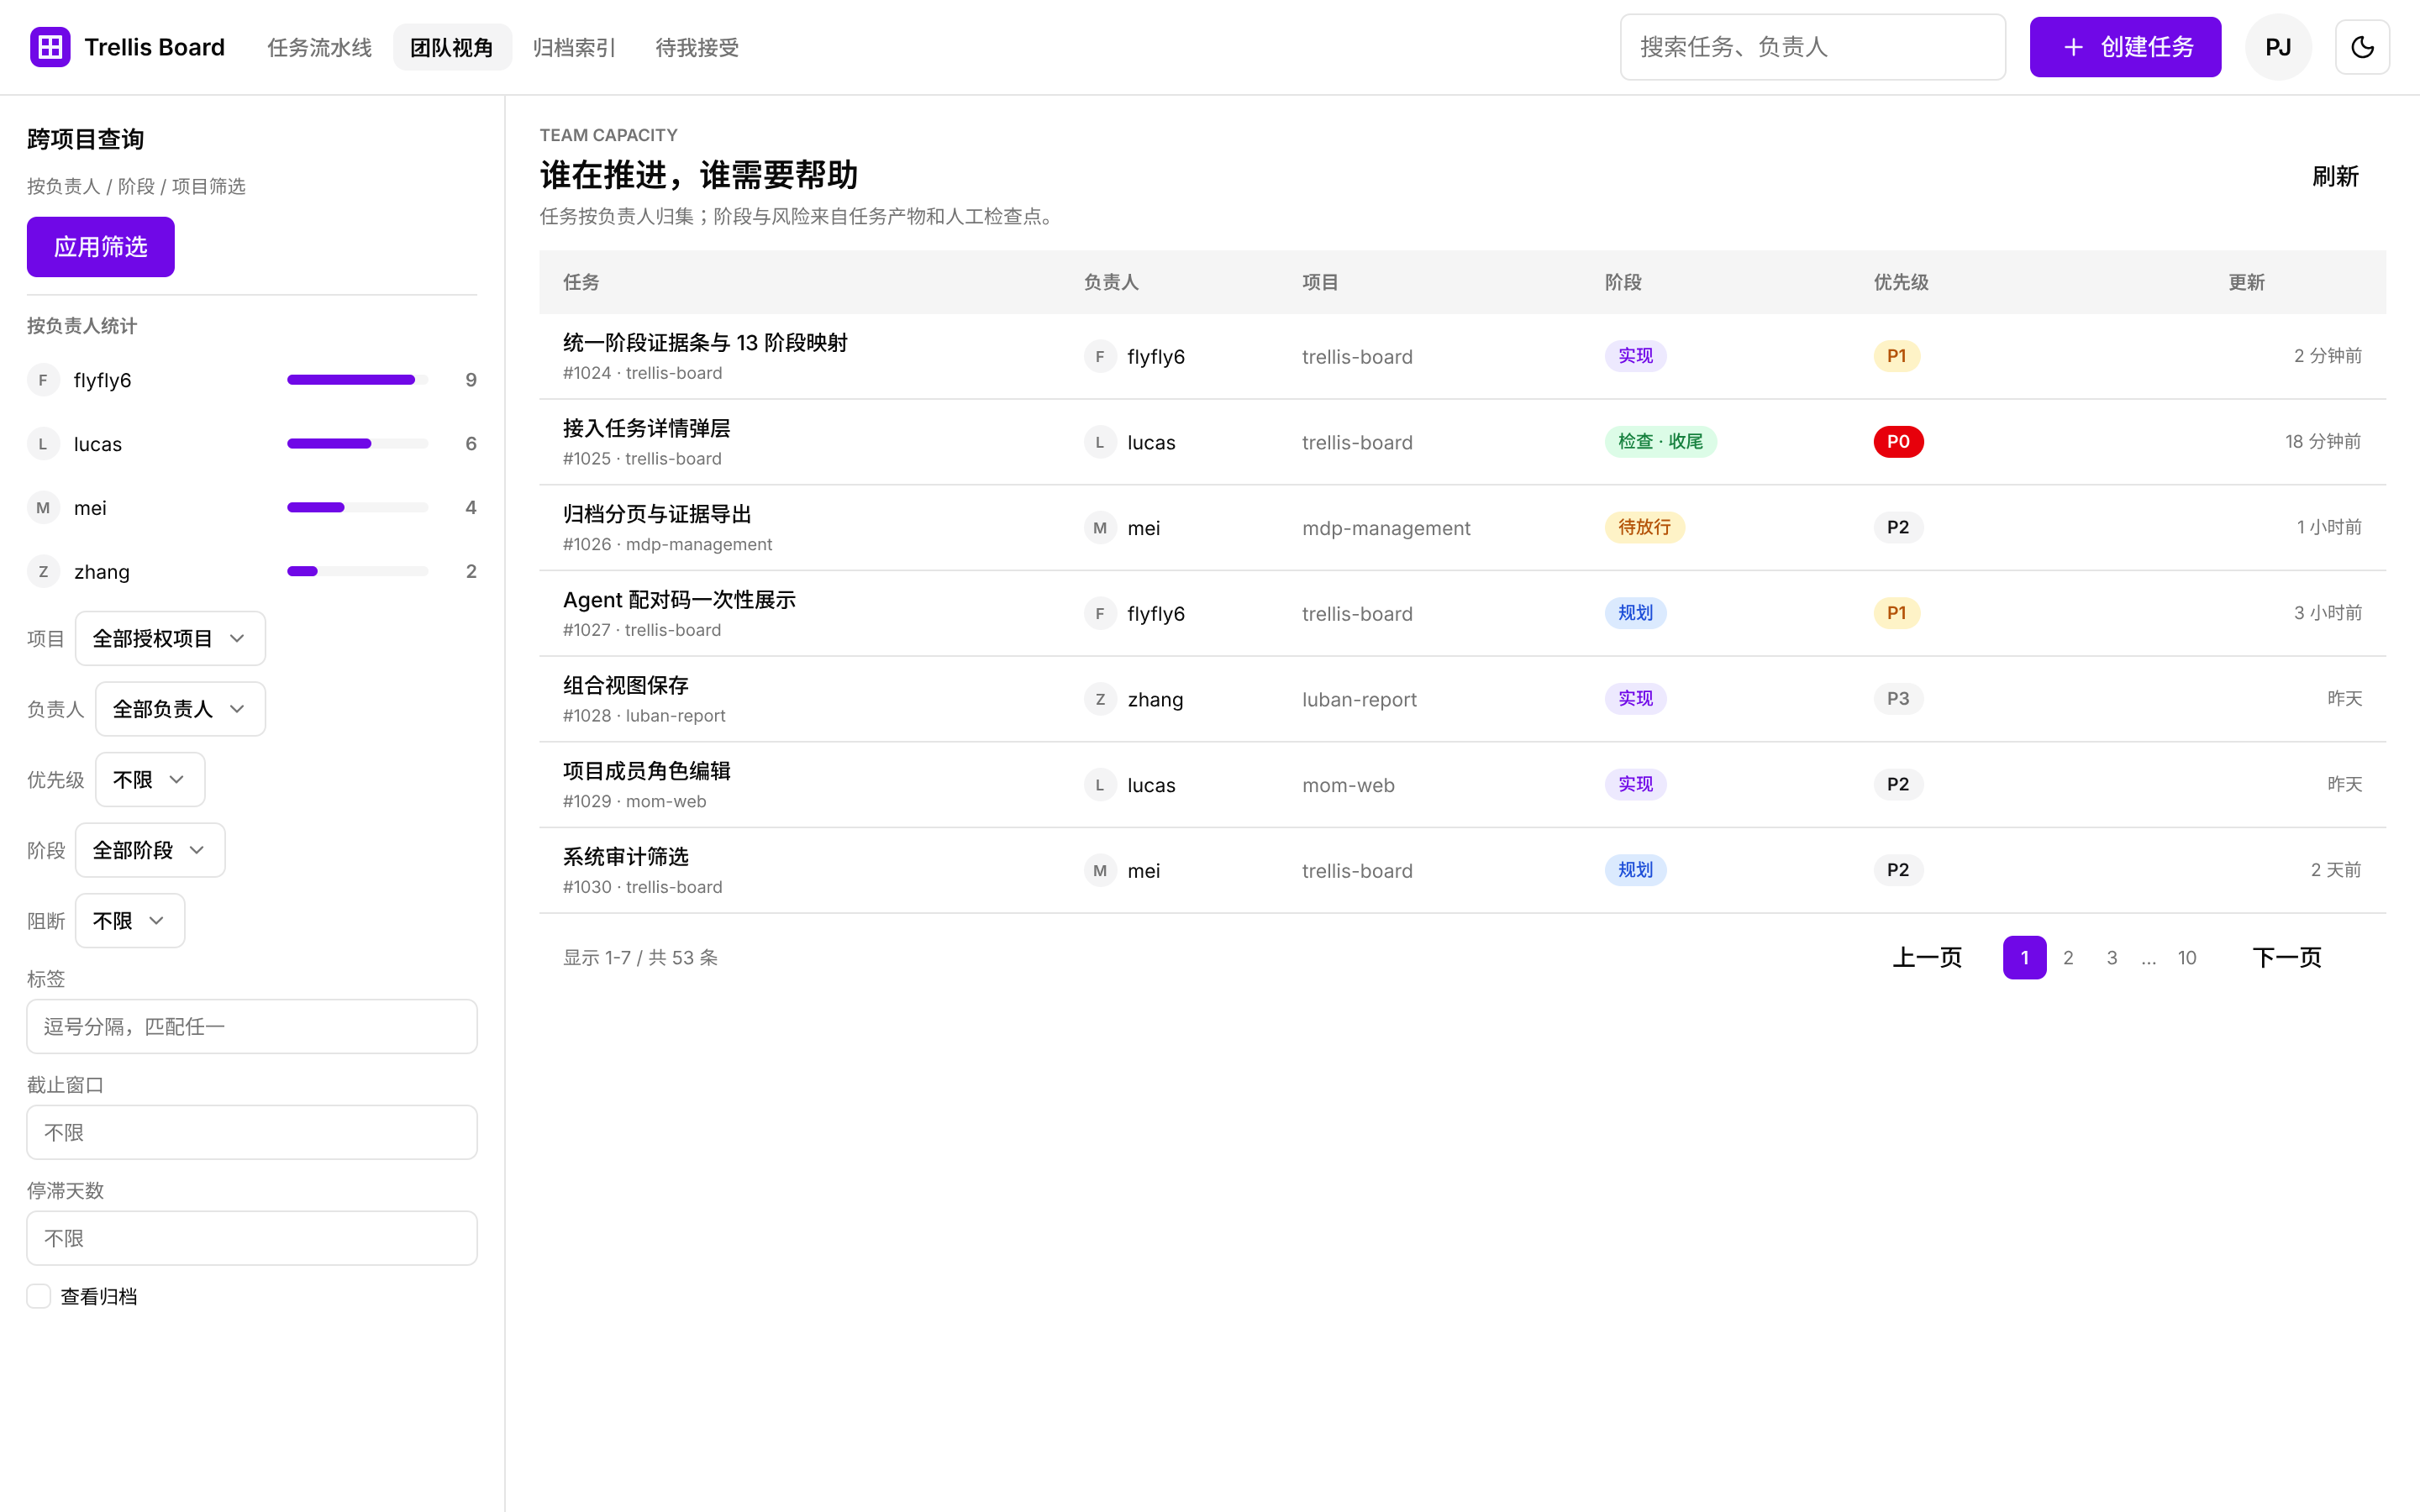 Trellis Board
任务流水线
团队视角
归档索引
待我接受
搜索任务、负责人
+ 创建任务
PJ
跨项目查询
按负责人 / 阶段 / 项目筛选
应用筛选
按负责人统计
F flyfly6 9
L lucas 6
M mei 4
Z zhang 2
项目 全部授权项目
负责人 全部负责人
优先级 不限
阶段 全部阶段
阻断 不限
标签
逗号分隔，匹配任一
截止窗口
不限
停滞天数
不限
查看归档
TEAM CAPACITY
谁在推进，谁需要帮助
任务按负责人归集；阶段与风险来自任务产物和人工检查点。
刷新
任务 负责人 项目 阶段 优先级 更新
统一阶段证据条与 13 阶段映射
#1024 · trellis-board
F flyfly6 trellis-board 实现 P1 2 分钟前
接入任务详情弹层
#1025 · trellis-board
L lucas trellis-board 检查 · 收尾 P0 18 分钟前
归档分页与证据导出
#1026 · mdp-management
M mei mdp-management 待放行 P2 1 小时前
Agent 配对码一次性展示
#1027 · trellis-board
F flyfly6 trellis-board 规划 P1 3 小时前
组合视图保存
#1028 · luban-report
Z zhang luban-report 实现 P3 昨天
项目成员角色编辑
#1029 · mom-web
L lucas mom-web 实现 P2 昨天
系统审计筛选
#1030 · trellis-board
M mei trellis-board 规划 P2 2 天前
显示 1-7 / 共 53 条
上一页 1 2 3 ... 10 下一页